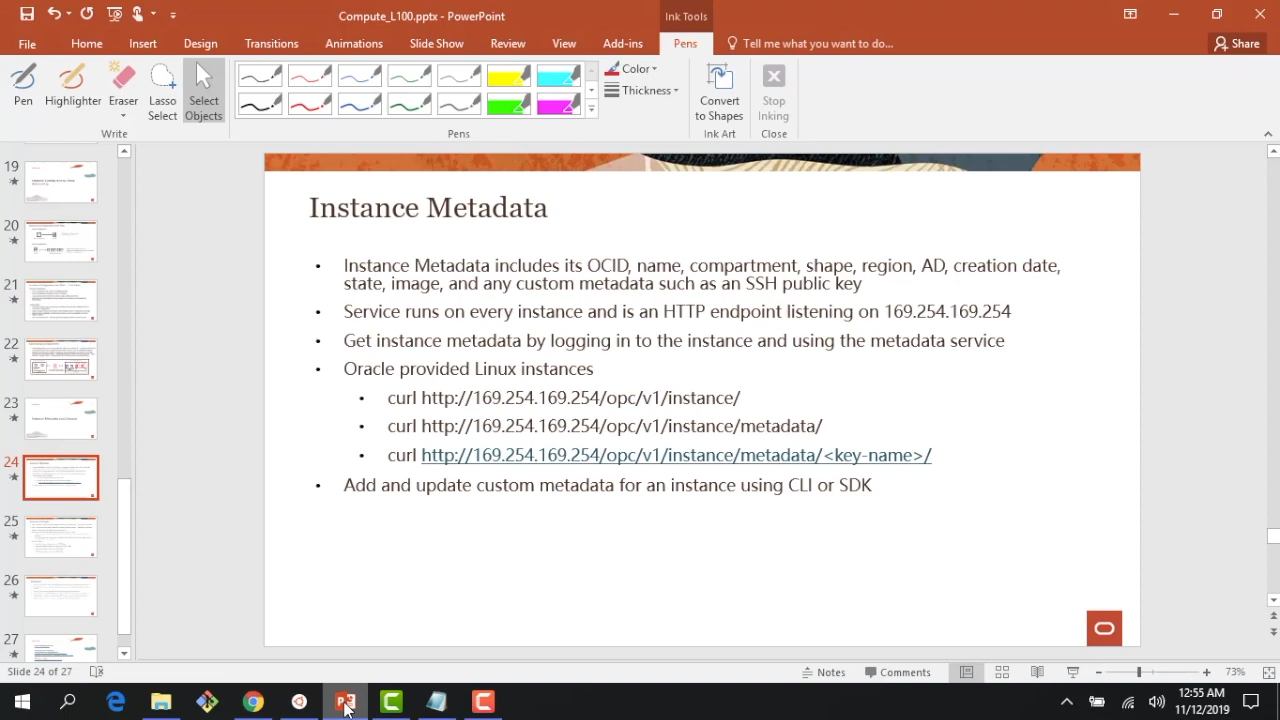 Compute_L100.pptx - PowerPoint
Ink Tools
File Home Insert Design Transitions Animations Slide Show Review View Add-ins Pens Tell me what you want to do... Share
Pen Highlighter Eraser Lasso Select Select Objects
Color
Thickness
Convert to Shapes
Stop Inking
Write Pens Ink Art Close
19
20
21
22
23
24
25
26
27
Instance Metadata
• Instance Metadata includes its OCID, name, compartment, shape, region, AD, creation date,
state, image, and any custom metadata such as an SSH public key
• Service runs on every instance and is an HTTP endpoint listening on 169.254.169.254
• Get instance metadata by logging in to the instance and using the metadata service
• Oracle provided Linux instances
• curl http://169.254.169.254/opc/v1/instance/
• curl http://169.254.169.254/opc/v1/instance/metadata/
• curl http://169.254.169.254/opc/v1/instance/metadata/<key-name>/
• Add and update custom metadata for an instance using CLI or SDK
Slide 24 of 27 Notes Comments 73%
12:55 AM
11/12/2019